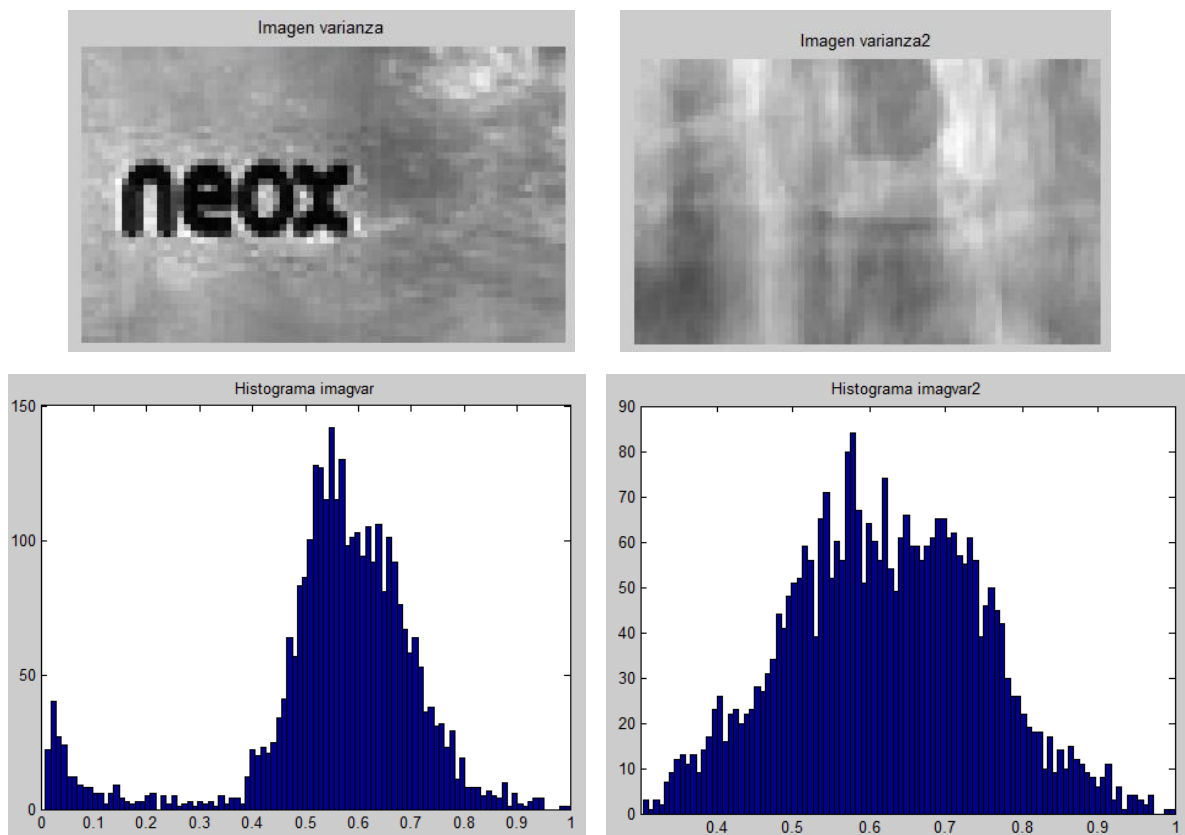 Imagen varianza
Imagen varianza2
neox
Histograma imagvar
150
100
50
0
0 0.1 0.2 0.3 0.4 0.5 0.6 0.7 0.8 0.9 1
Histograma imagvar2
90
80
70
60
50
40
30
20
10
0
0.4 0.5 0.6 0.7 0.8 0.9 1